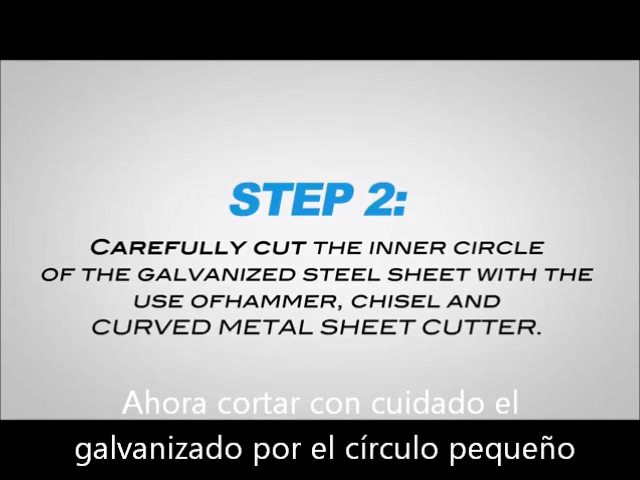 STEP 2:
CAREFULLY CUT THE INNER CIRCLE
OF THE GALVANIZED STEEL SHEET WITH THE
USE OFHAMMER, CHISEL AND
CURVED METAL SHEET CUTTER.
Ahora cortar con cuidado el
galvanizado por el círculo pequeño